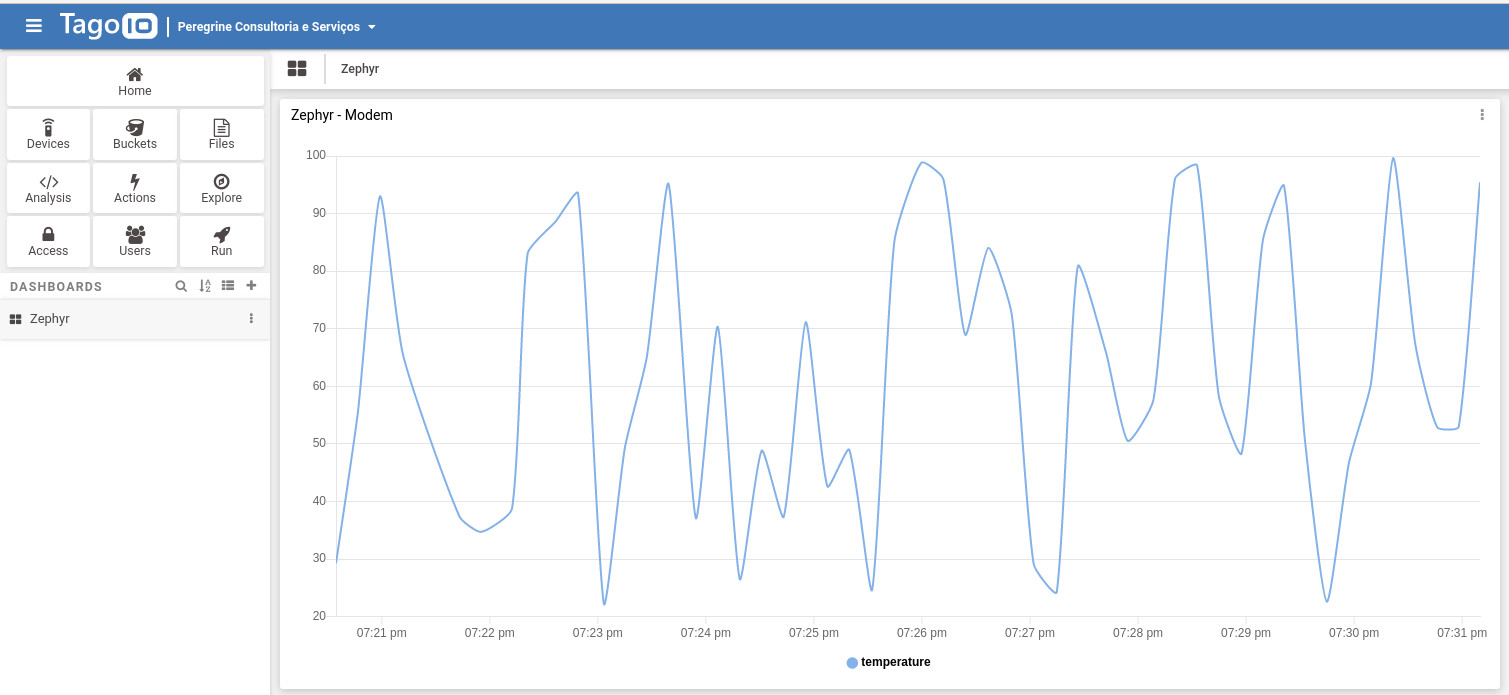 TagoIO Peregrine Consultoria e Serviços
Home
Devices Buckets Files
Analysis Actions Explore
Access Users Run
DASHBOARDS
Zephyr
Zephyr
Zephyr - Modem
100
90
80
70
60
50
40
30
20
07:21 pm 07:22 pm 07:23 pm 07:24 pm 07:25 pm 07:26 pm 07:27 pm 07:28 pm 07:29 pm 07:30 pm 07:31 pm
temperature